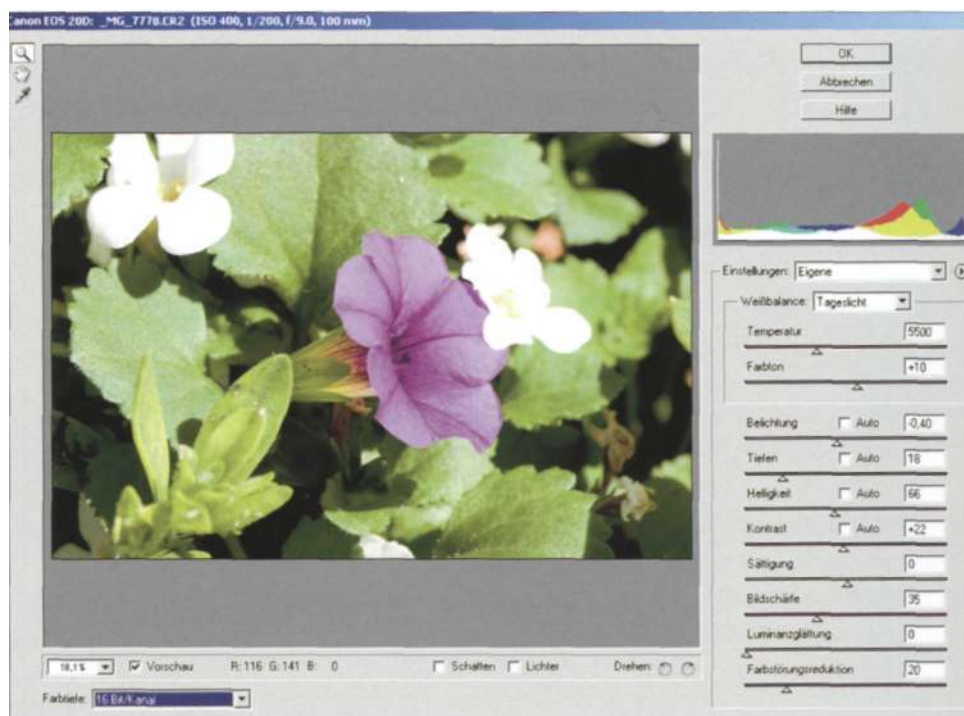 Canon EOS 20D: _MG_7778.CR2 (ISO 400, 1/200, f/9.0, 100 mm)
OK
Abbrechen
Hilfe
Einstellungen: Eigene
Weißbalance: Tageslicht
Temperatur 5500
Farbton +10
Belichtung Auto -0,40
Tiefen Auto 18
Helligkeit Auto 66
Kontrast Auto +22
Sättigung 0
Bildschärfe 35
Luminanzglättung 0
Farbstörungsreduktion 20
18,1% Vorschau R: 116 G: 141 B: 0 Schatten Lichter Drehen:
Farbtiefe: 16 Bit/Kanal